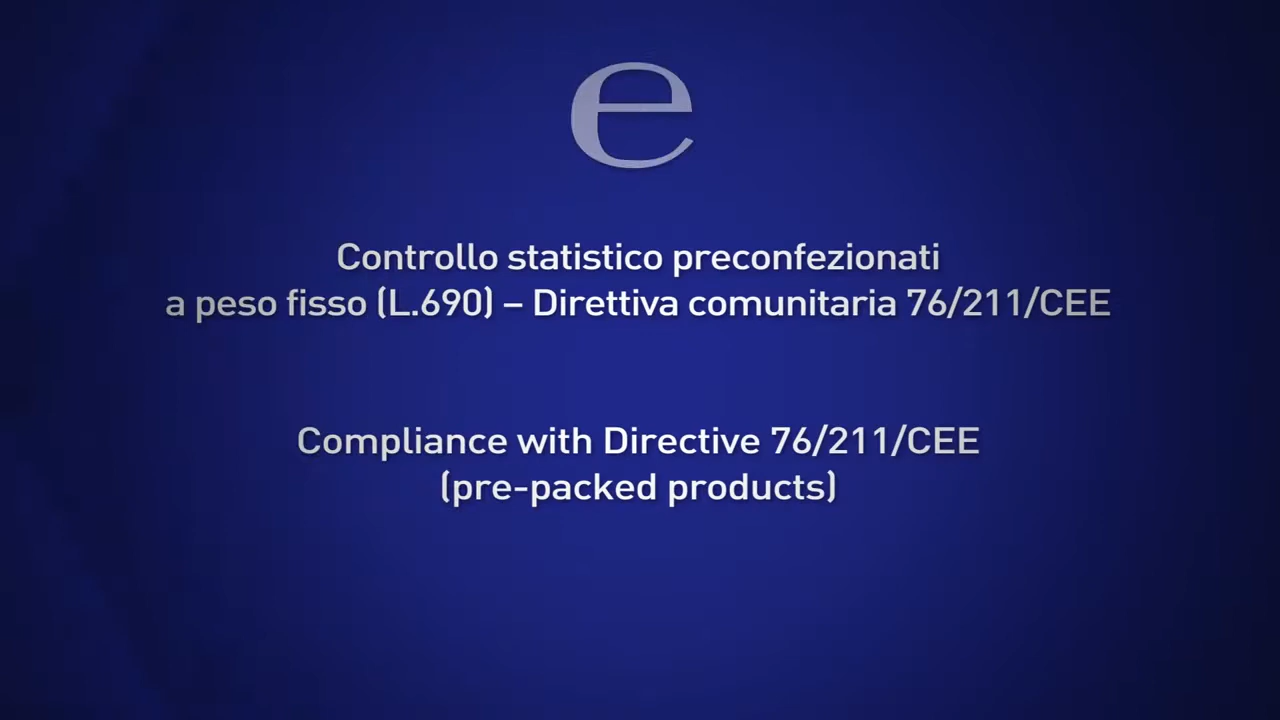 e
Controllo statistico preconfezionati
a peso fisso (L.690) – Direttiva comunitaria 76/211/CEE
Compliance with Directive 76/211/CEE
(pre-packed products)